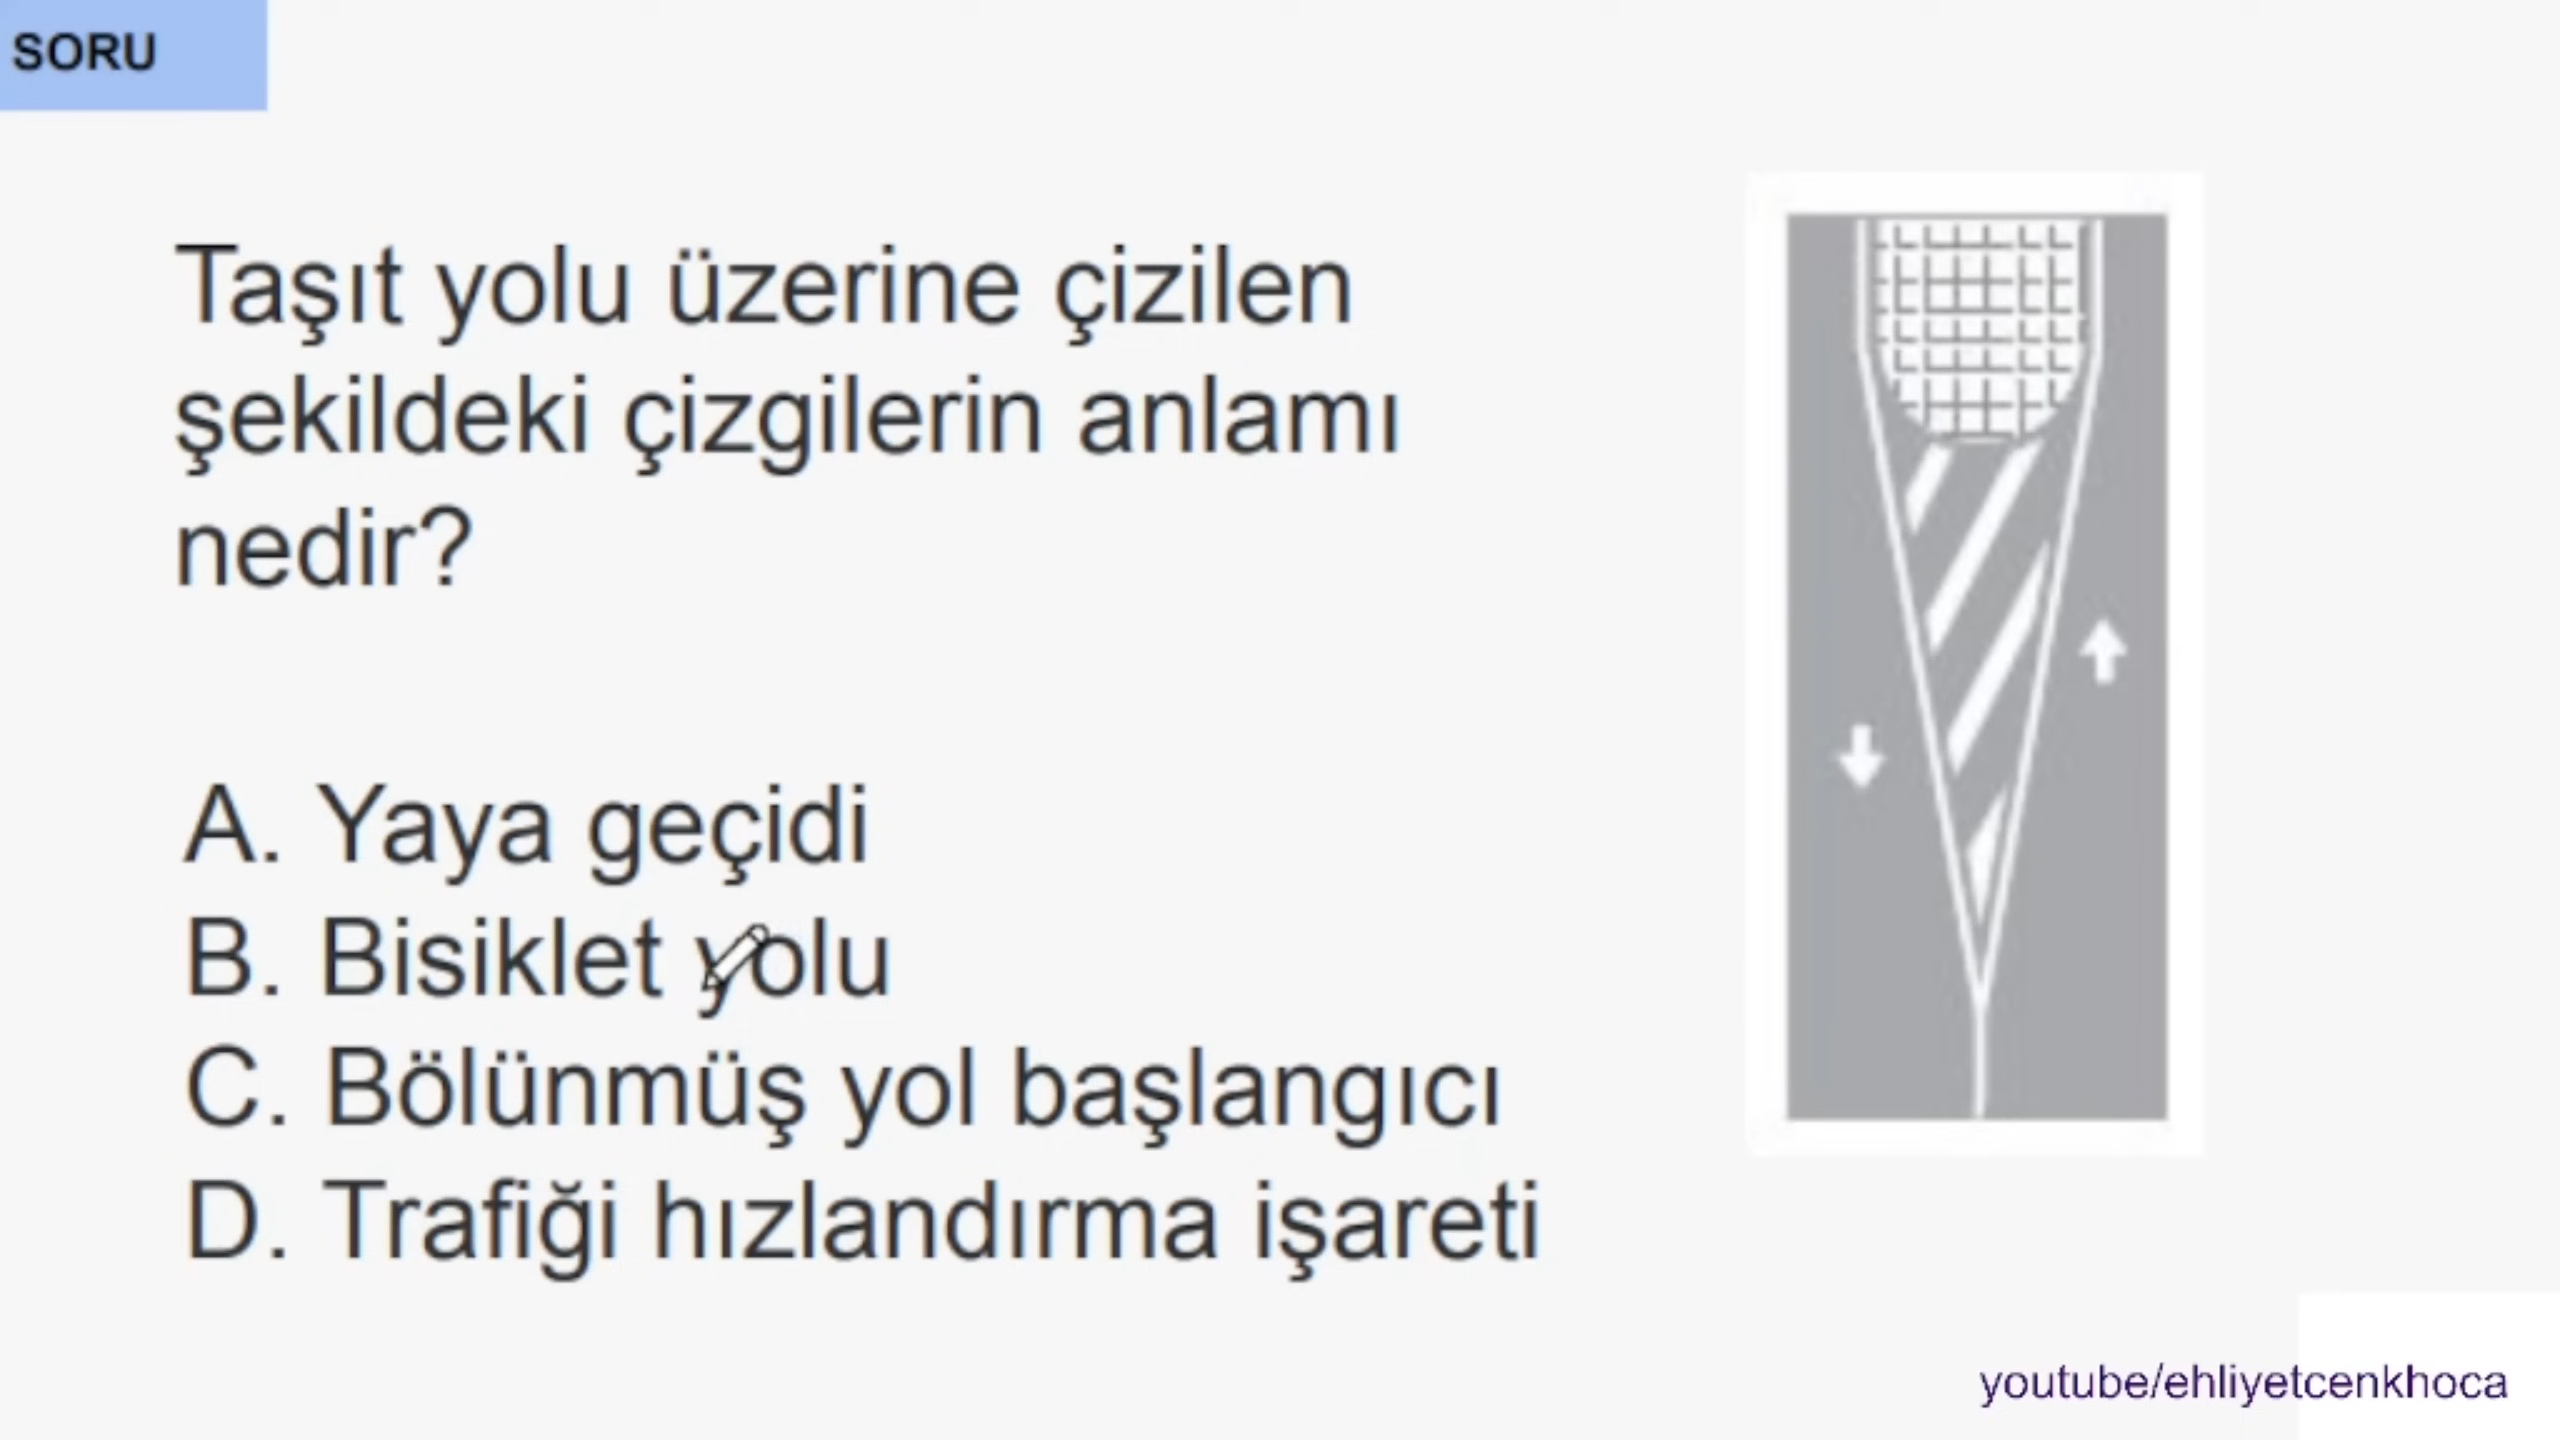 SORU
Taşıt yolu üzerine çizilen
şekildeki çizgilerin anlamı
nedir?
A. Yaya geçidi
B. Bisiklet yolu
C. Bölünmüş yol başlangıcı
D. Trafiği hızlandırma işareti
youtube/ehliyetcenkhoca